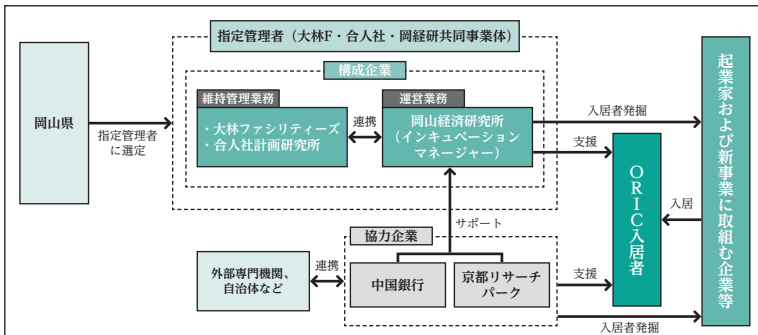 指定管理者（大林F・合人社・岡経研共同事業体）
構成企業
岡山県
指定管理者
に選定
維持管理業務
・大林ファシリティーズ
・合人社計画研究所
連携
運営業務
岡山経済研究所
（インキュベーション
マネージャー）
入居者発掘
支援
ORIC入居者
入居
起業家および新事業に取組む企業等
サポート
協力企業
外部専門機関、
自治体など
連携
中国銀行
京都リサーチ
パーク
支援
入居者発掘